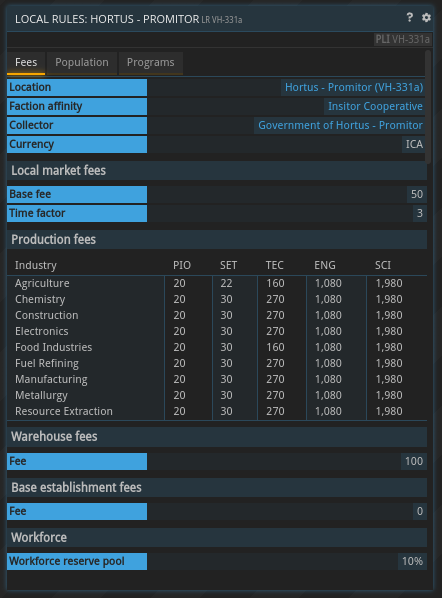 LOCAL RULES: HORTUS - PROMITOR LR VH-331a ?
PLI VH-331a
Fees Population Programs
Location Hortus - Promitor (VH-331a)
Faction affinity Insitor Cooperative
Collector Government of Hortus - Promitor
Currency ICA
Local market fees
Base fee 50
Time factor 3
Production fees
Industry PIO SET TEC ENG SCI
Agriculture 20 22 160 1,080 1,980
Chemistry 20 30 270 1,080 1,980
Construction 20 30 270 1,080 1,980
Electronics 20 30 270 1,080 1,980
Food Industries 20 30 160 1,080 1,980
Fuel Refining 20 30 270 1,080 1,980
Manufacturing 20 30 270 1,080 1,980
Metallurgy 20 30 270 1,080 1,980
Resource Extraction 20 30 270 1,080 1,980
Warehouse fees
Fee 100
Base establishment fees
Fee 0
Workforce
Workforce reserve pool 10%